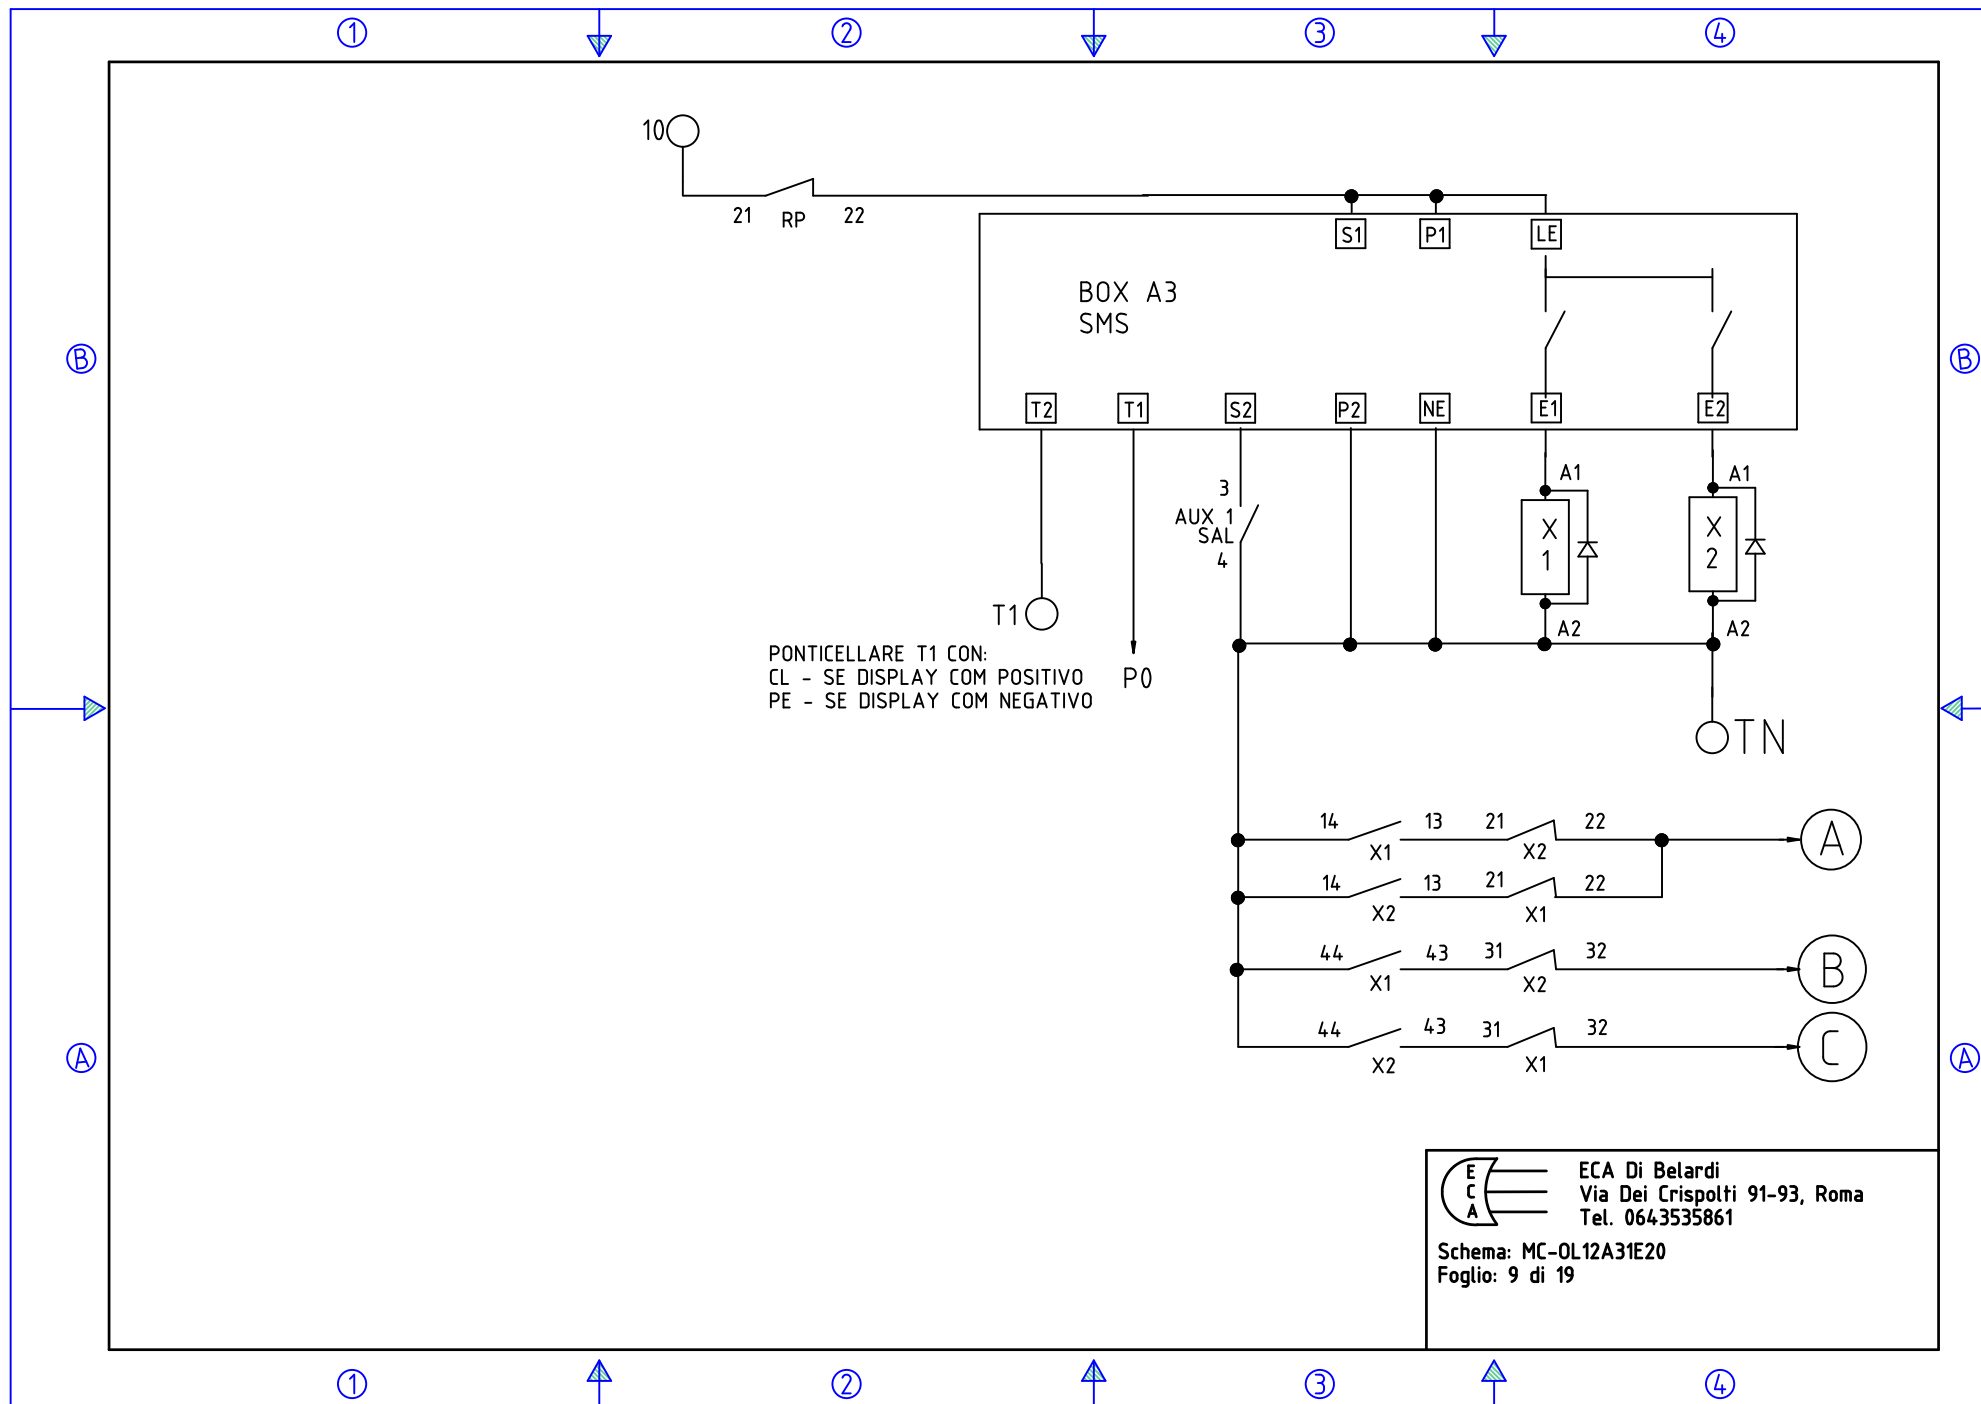 1 2 3 4
10
21 RP 22
S1 P1 LE
BOX A3
SMS
B B
T2 T1 S2 P2 NE E1 E2
A1 A1
3
AUX 1
SAL
4
X
1
X
2
T1
A2 A2
PONTICELLARE T1 CON:
CL - SE DISPLAY COM POSITIVO
PE - SE DISPLAY COM NEGATIVO
P0
TN
14 13 21 22
X1 X2
A
14 13 21 22
X2 X1
44 43 31 32
X1 X2
B
44 43 31 32
X2 X1
C
A A
E
C
A
ECA Di Belardi
Via Dei Crispolti 91-93, Roma
Tel. 0643535861
Schema: MC-OL12A31E20
Foglio: 9 di 19
1 2 3 4